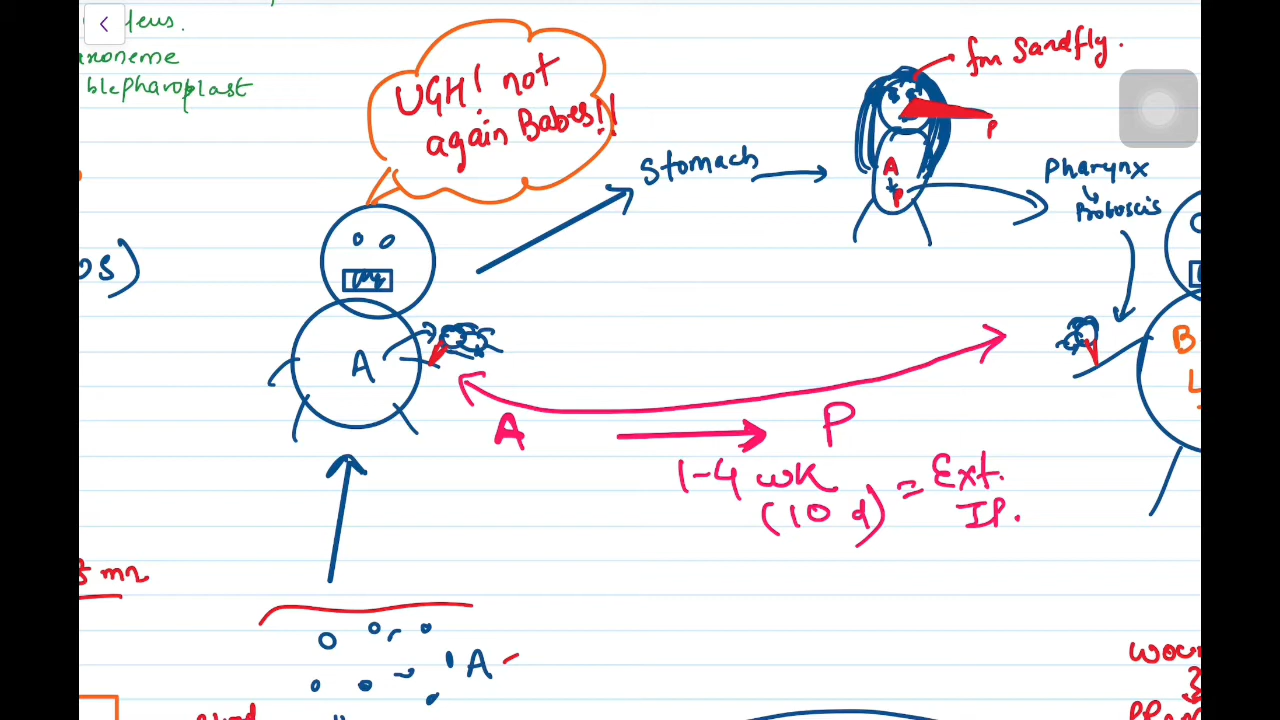 axoneme
blepharoplast
UGH! not
again Babes!!
Stomach
fm Sandfly.
P
A
P
Pharynx
Proboscis
A
B
L
A
P
1-4 wk
(10 d)
= Ext.
IP.
A